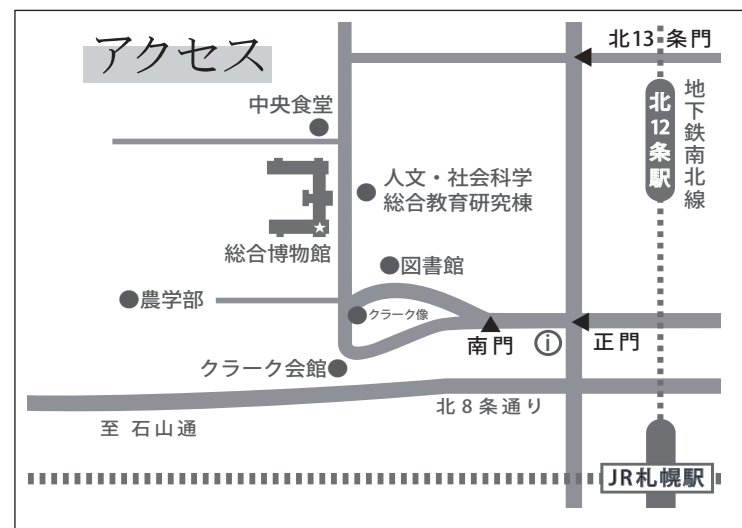 アクセス
北13条門
中央食堂
地下鉄南北線
北12条駅
人文・社会科学
総合教育研究棟
総合博物館
図書館
農学部
クラーク像
南門
i
正門
クラーク会館
北8条通り
至 石山通
JR札幌駅